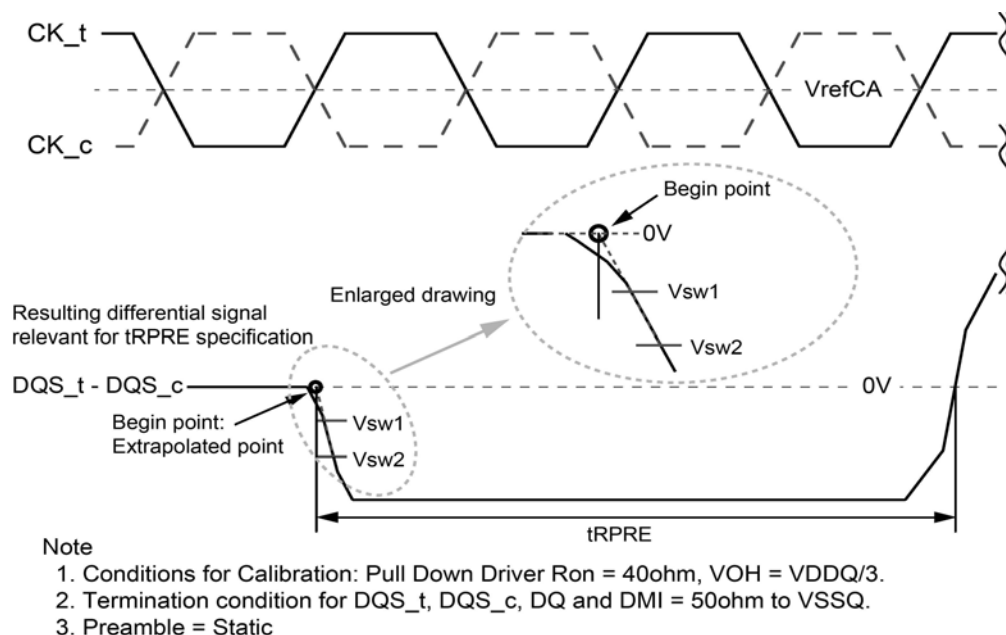 CK_t
VrefCA
CK_c
Begin point
0V
Vsw1
Enlarged drawing
Vsw2
Resulting differential signal
relevant for tRPRE specification
DQS_t - DQS_c
0V
Begin point:
Extrapolated point
Vsw1
Vsw2
tRPRE
Note
1. Conditions for Calibration: Pull Down Driver Ron = 40ohm, VOH = VDDQ/3.
2. Termination condition for DQS_t, DQS_c, DQ and DMI = 50ohm to VSSQ.
3. Preamble = Static